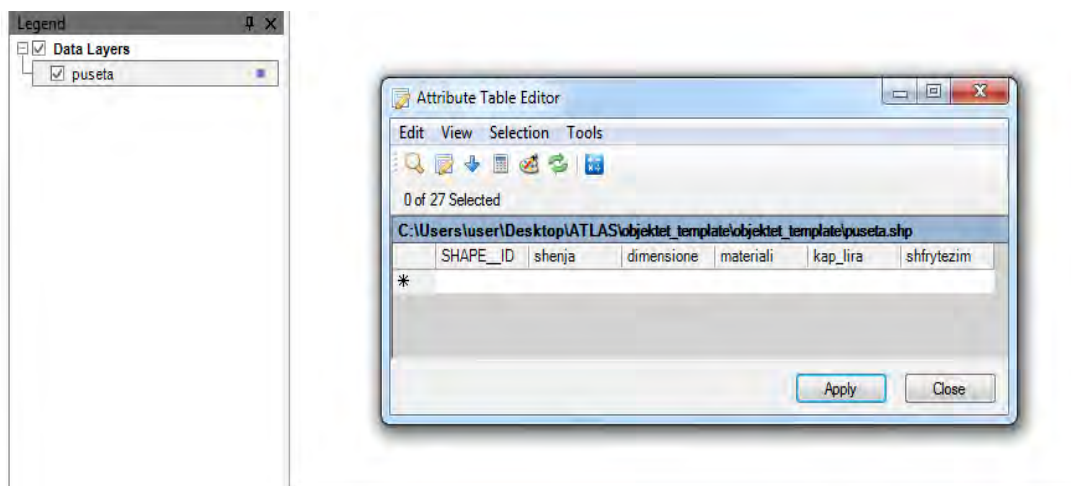 Legend
Data Layers
puseta
Attribute Table Editor
Edit View Selection Tools
0 of 27 Selected
C:\Users\user\Desktop\ATLAS\objektet_template\objektet_template\puseta.shp
SHAPE__ID shenja dimensione materiali kap_lira shfrytezim
Apply Close